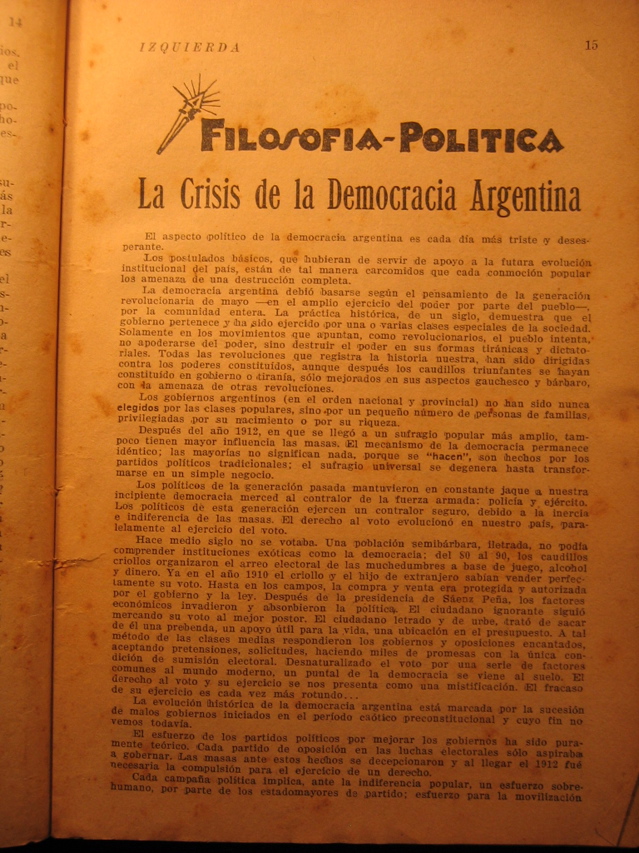 14
ios,
el
que
po-
ho-
es-
su-
ás
la
r-
e-
el
s-
n-
o-
a
r-
IZQUIERDA
15
FILOSOFIA-POLITICA
La Crisis de la Democracia Argentina
El aspecto político de la democracia argentina es cada día más triste y deses-
perante.
Los postulados básicos, que hubieran de servir de apoyo a la futura evolución
institucional del país, están de tal manera carcomidos que cada conmoción popular
los amenaza de una destrucción completa.
La democracia argentina debió basarse según el pensamiento de la generación
revolucionaria de mayo —en el amplio ejercicio del poder por parte del pueblo—,
por la comunidad entera. La práctica histórica, de un siglo, demuestra que el
gobierno pertenece y ha sido ejercido por una o varias clases especiales de la sociedad.
Solamente en los movimientos que apuntan, como revolucionarios, el pueblo intenta,
no apoderarse del poder, sino destruir el poder en sus formas tiránicas y dictato-
riales. Todas las revoluciones que registra la historia nuestra, han sido dirigidas
contra los poderes constituidos, aunque después los caudillos triunfantes se hayan
constituído en gobierno o tiranía, sólo mejorados en sus aspectos gauchesco y bárbaro,
con la amenaza de otras revoluciones.
Los gobiernos argentinos (en el orden nacional y provincial) no han sido nunca
elegidos por las clases populares, sino por un pequeño número de personas de familias,
privilegiadas por su nacimiento o por su riqueza.
Después del año 1912, en que se llegó a un sufragio popular más amplio, tam-
poco tienen mayor influencia las masas. El mecanismo de la democracia permanece
idéntico; las mayorías no significan nada, porque se "hacen", son hechos por los
partidos políticos tradicionales; el sufragio universal se degenera hasta transfor-
marse en un simple negocio.
Los políticos de la generación pasada mantuvieron en constante jaque a nuestra
incipiente democracia merced al contralor de la fuerza armada: policía y ejército.
Los políticos de esta generación ejercen un contralor seguro, debido a la inercia
e indiferencia de las masas. El derecho al voto evolucionó en nuestro país, para-
lelamente al ejercicio del voto.
Hace medio siglo no se votaba. Una población semibárbara, iletrada, no podía
comprender instituciones exóticas como la democracia; del 80 al 90, los caudillos
criollos organizaron el arreo electoral de las muchedumbres a base de juego, alcohol
y dinero. Ya en el año 1910 el criollo y el hijo de extranjero sabían vender perfec-
tamente su voto. Hasta en los campos, la compra y venta era protegida y autorizada
por el gobierno y la ley. Después de la presidencia de Sáenz Peña, los factores
económicos invadieron y absorbieron la política. El ciudadano ignorante siguió
mercando su voto al mejor postor. El ciudadano letrado y de urbe, trató de sacar
de él una prebenda, un apoyo útil para la vida, una ubicación en el presupuesto. A tal
método de las clases medias respondieron los gobiernos y oposiciones encantados,
aceptando pretensiones, solicitudes, haciendo miles de promesas con la única con-
dición de sumisión electoral. Desnaturalizado el voto por una serie de factores
comunes al mundo moderno, un puntal de la democracia se viene al suelo. El
derecho al voto y su ejercicio se nos presenta como una mistificación. El fracaso
de su ejercicio es cada vez más rotundo...
La evolución histórica de la democracia argentina está marcada por la sucesión
de malos gobiernos iniciados en el período caótico preconstitucional y cuyo fin no
vemos todavía.
El esfuerzo de los partidos políticos por mejorar los gobiernos ha sido pura-
mente teórico. Cada partido de oposición en las luchas electorales sólo aspiraba
a gobernar. Las masas ante estos hechos se decepcionaron y al llegar el 1912 fué
necesaria la compulsión para el ejercicio de un derecho.
Cada campaña política implica, ante la indiferencia popular, un esfuerzo sobre-
humano, por parte de los estadomayores de partido; esfuerzo para la movilización